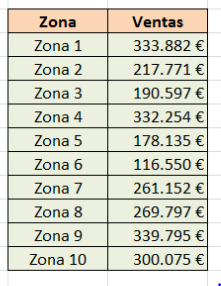 Zona Ventas
Zona 1 333.882 €
Zona 2 217.771 €
Zona 3 190.597 €
Zona 4 332.254 €
Zona 5 178.135 €
Zona 6 116.550 €
Zona 7 261.152 €
Zona 8 269.797 €
Zona 9 339.795 €
Zona 10 300.075 €